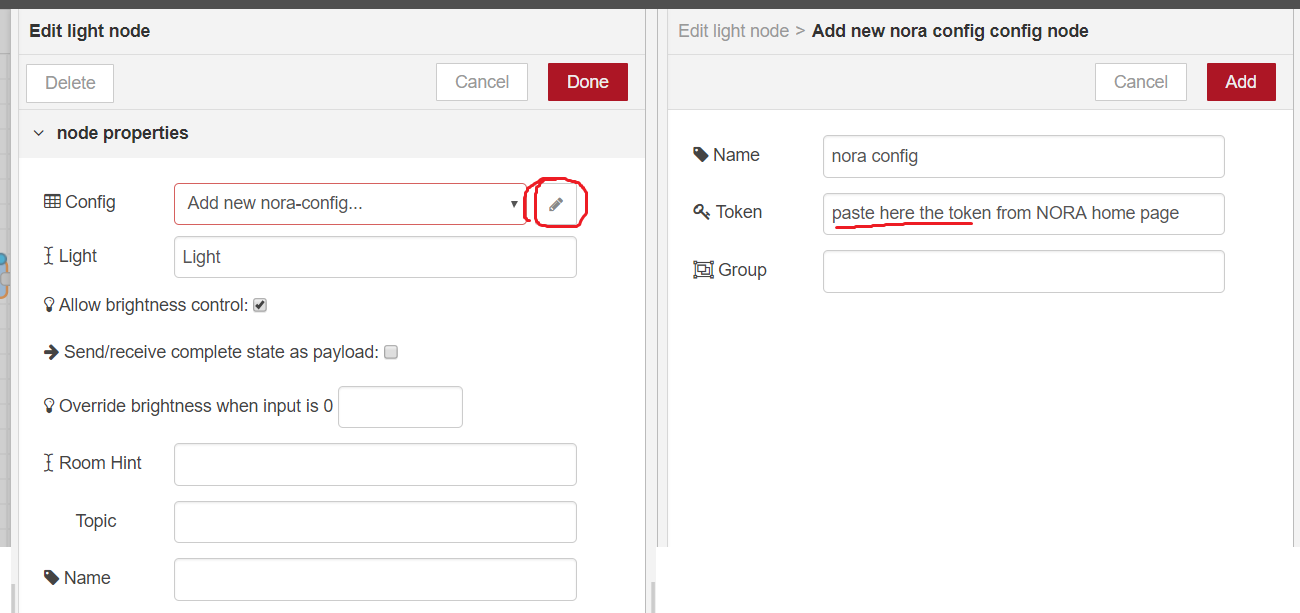 Edit light node
Delete
Cancel
Done
node properties
Config
Add new nora-config...
Light
Light
Allow brightness control:
Send/receive complete state as payload:
Override brightness when input is 0
Room Hint
Topic
Name
Edit light node > Add new nora config config node
Cancel
Add
Name
nora config
Token
paste here the token from NORA home page
Group